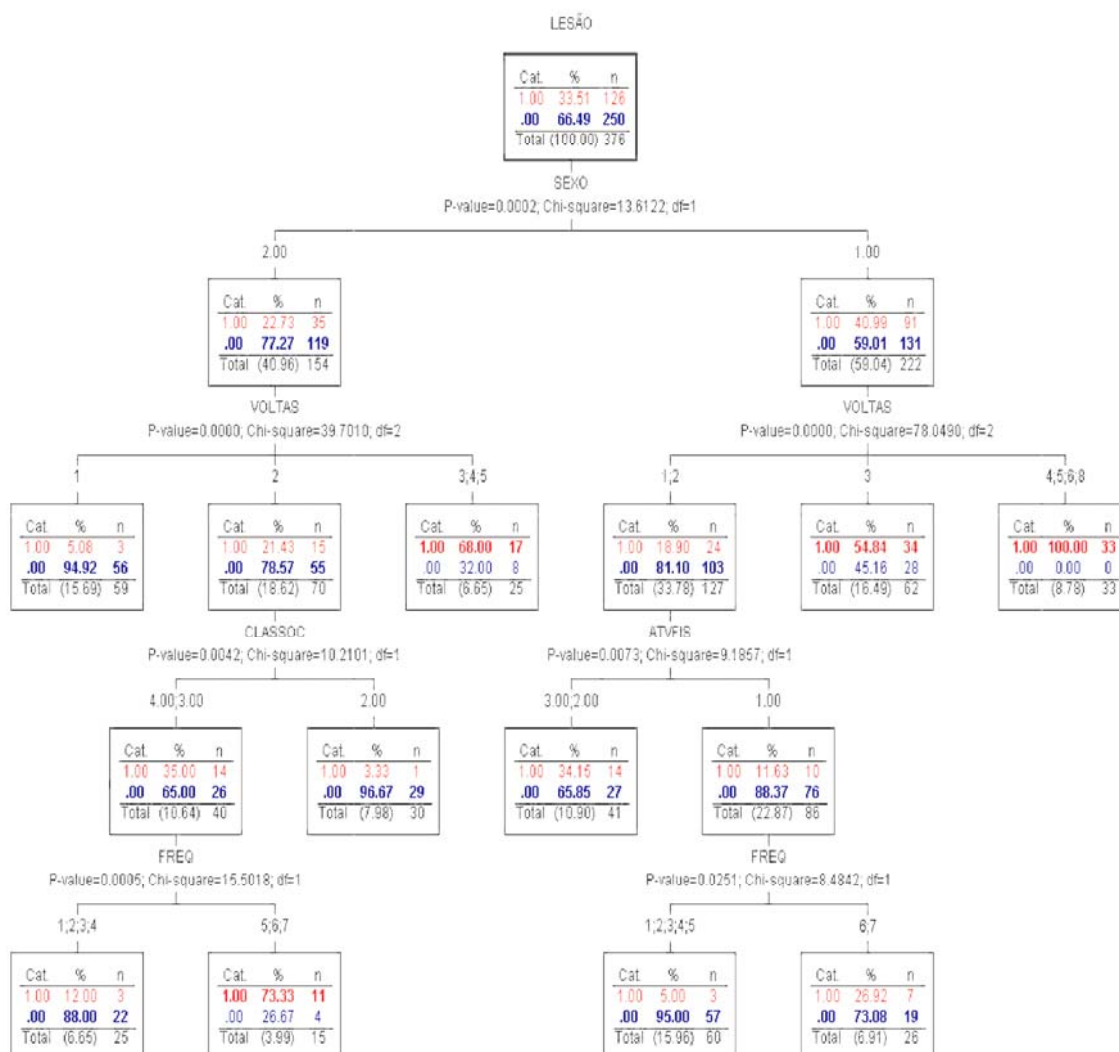 LESÃO
Cat. % n
1.00 33.51 126
.00 66.49 250
Total (100.00) 376
SEXO
P-value=0.0002; Chi-square=13.6122; df=1
2.00 1.00
Cat. % n Cat. % n
1.00 22.73 35 1.00 40.99 91
.00 77.27 119 .00 59.01 131
Total (40.96) 154 Total (59.04) 222
VOLTAS VOLTAS
P-value=0.0000; Chi-square=39.7010; df=2 P-value=0.0000; Chi-square=78.0490; df=2
1 2 3;4;5 1;2 3 4;5;6;8
Cat. % n Cat. % n Cat. % n Cat. % n Cat. % n Cat. % n
1.00 5.08 3 1.00 21.43 15 1.00 68.00 17 1.00 18.90 24 1.00 54.84 34 1.00 100.00 33
.00 94.92 56 .00 78.57 55 .00 32.00 8 .00 81.10 103 .00 45.16 28 .00 0.00 0
Total (15.69) 59 Total (18.62) 70 Total (6.65) 25 Total (33.78) 127 Total (16.49) 62 Total (8.78) 33
CLASSOC ATVFIS
P-value=0.0042; Chi-square=10.2101; df=1 P-value=0.0073; Chi-square=9.1857; df=1
4.00;3.00 2.00 3.00;2.00 1.00
Cat. % n Cat. % n Cat. % n Cat. % n
1.00 35.00 14 1.00 3.33 1 1.00 34.15 14 1.00 11.63 10
.00 65.00 26 .00 96.67 29 .00 65.85 27 .00 88.37 76
Total (10.64) 40 Total (7.98) 30 Total (10.90) 41 Total (22.87) 86
FREQ FREQ
P-value=0.0005; Chi-square=15.5018; df=1 P-value=0.0251; Chi-square=8.4842; df=1
1;2;3;4 5;6;7 1;2;3;4;5 6;7
Cat. % n Cat. % n Cat. % n Cat. % n
1.00 12.00 3 1.00 73.33 11 1.00 5.00 3 1.00 26.92 7
.00 88.00 22 .00 26.67 4 .00 95.00 57 .00 73.08 19
Total (6.65) 25 Total (3.99) 15 Total (15.96) 60 Total (6.91) 26